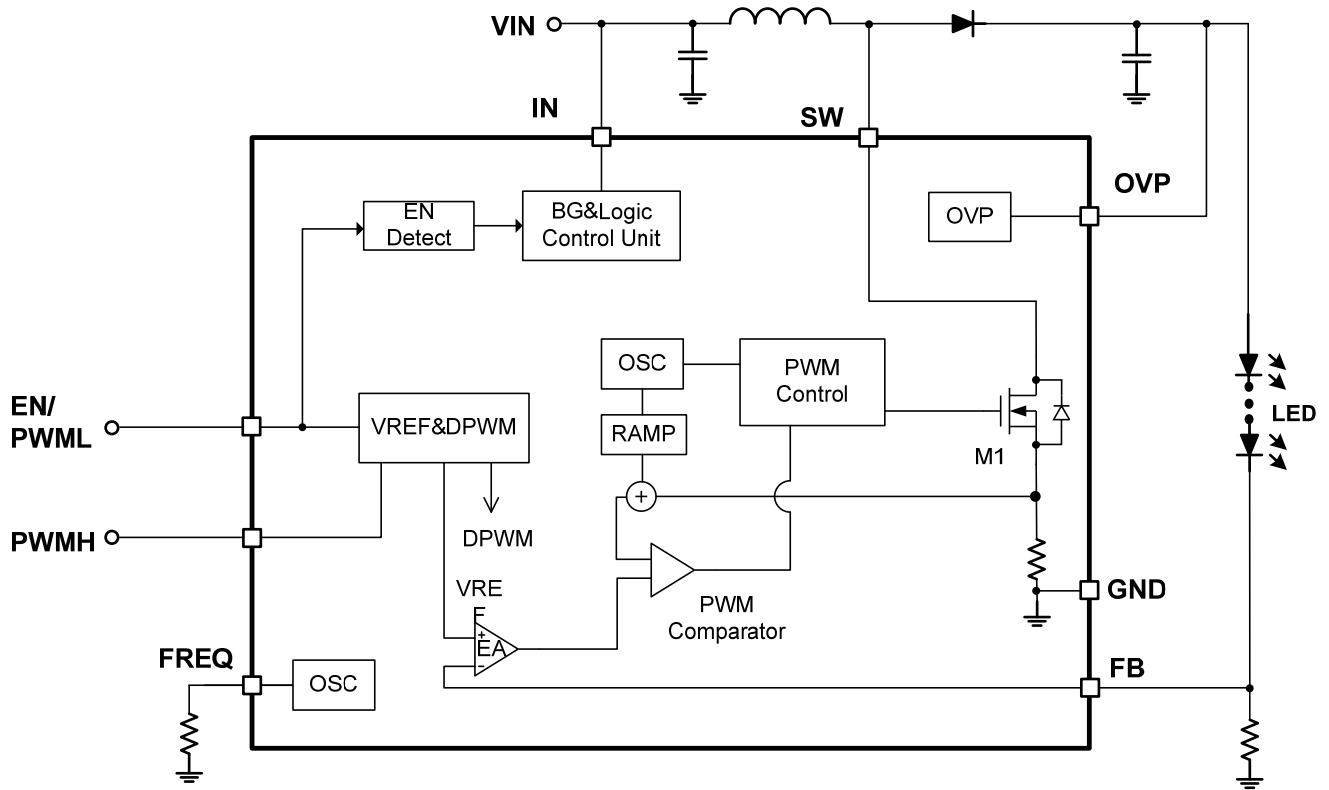 VIN
IN
SW
OVP
OVP
EN
Detect
BG&Logic
Control Unit
OSC
PWM
Control
EN/
PWML
VREF&DPWM
RAMP
LED
M1
+
PWMH
DPWM
VRE
F
PWM
Comparator
GND
+
EA
-
FREQ
OSC
FB